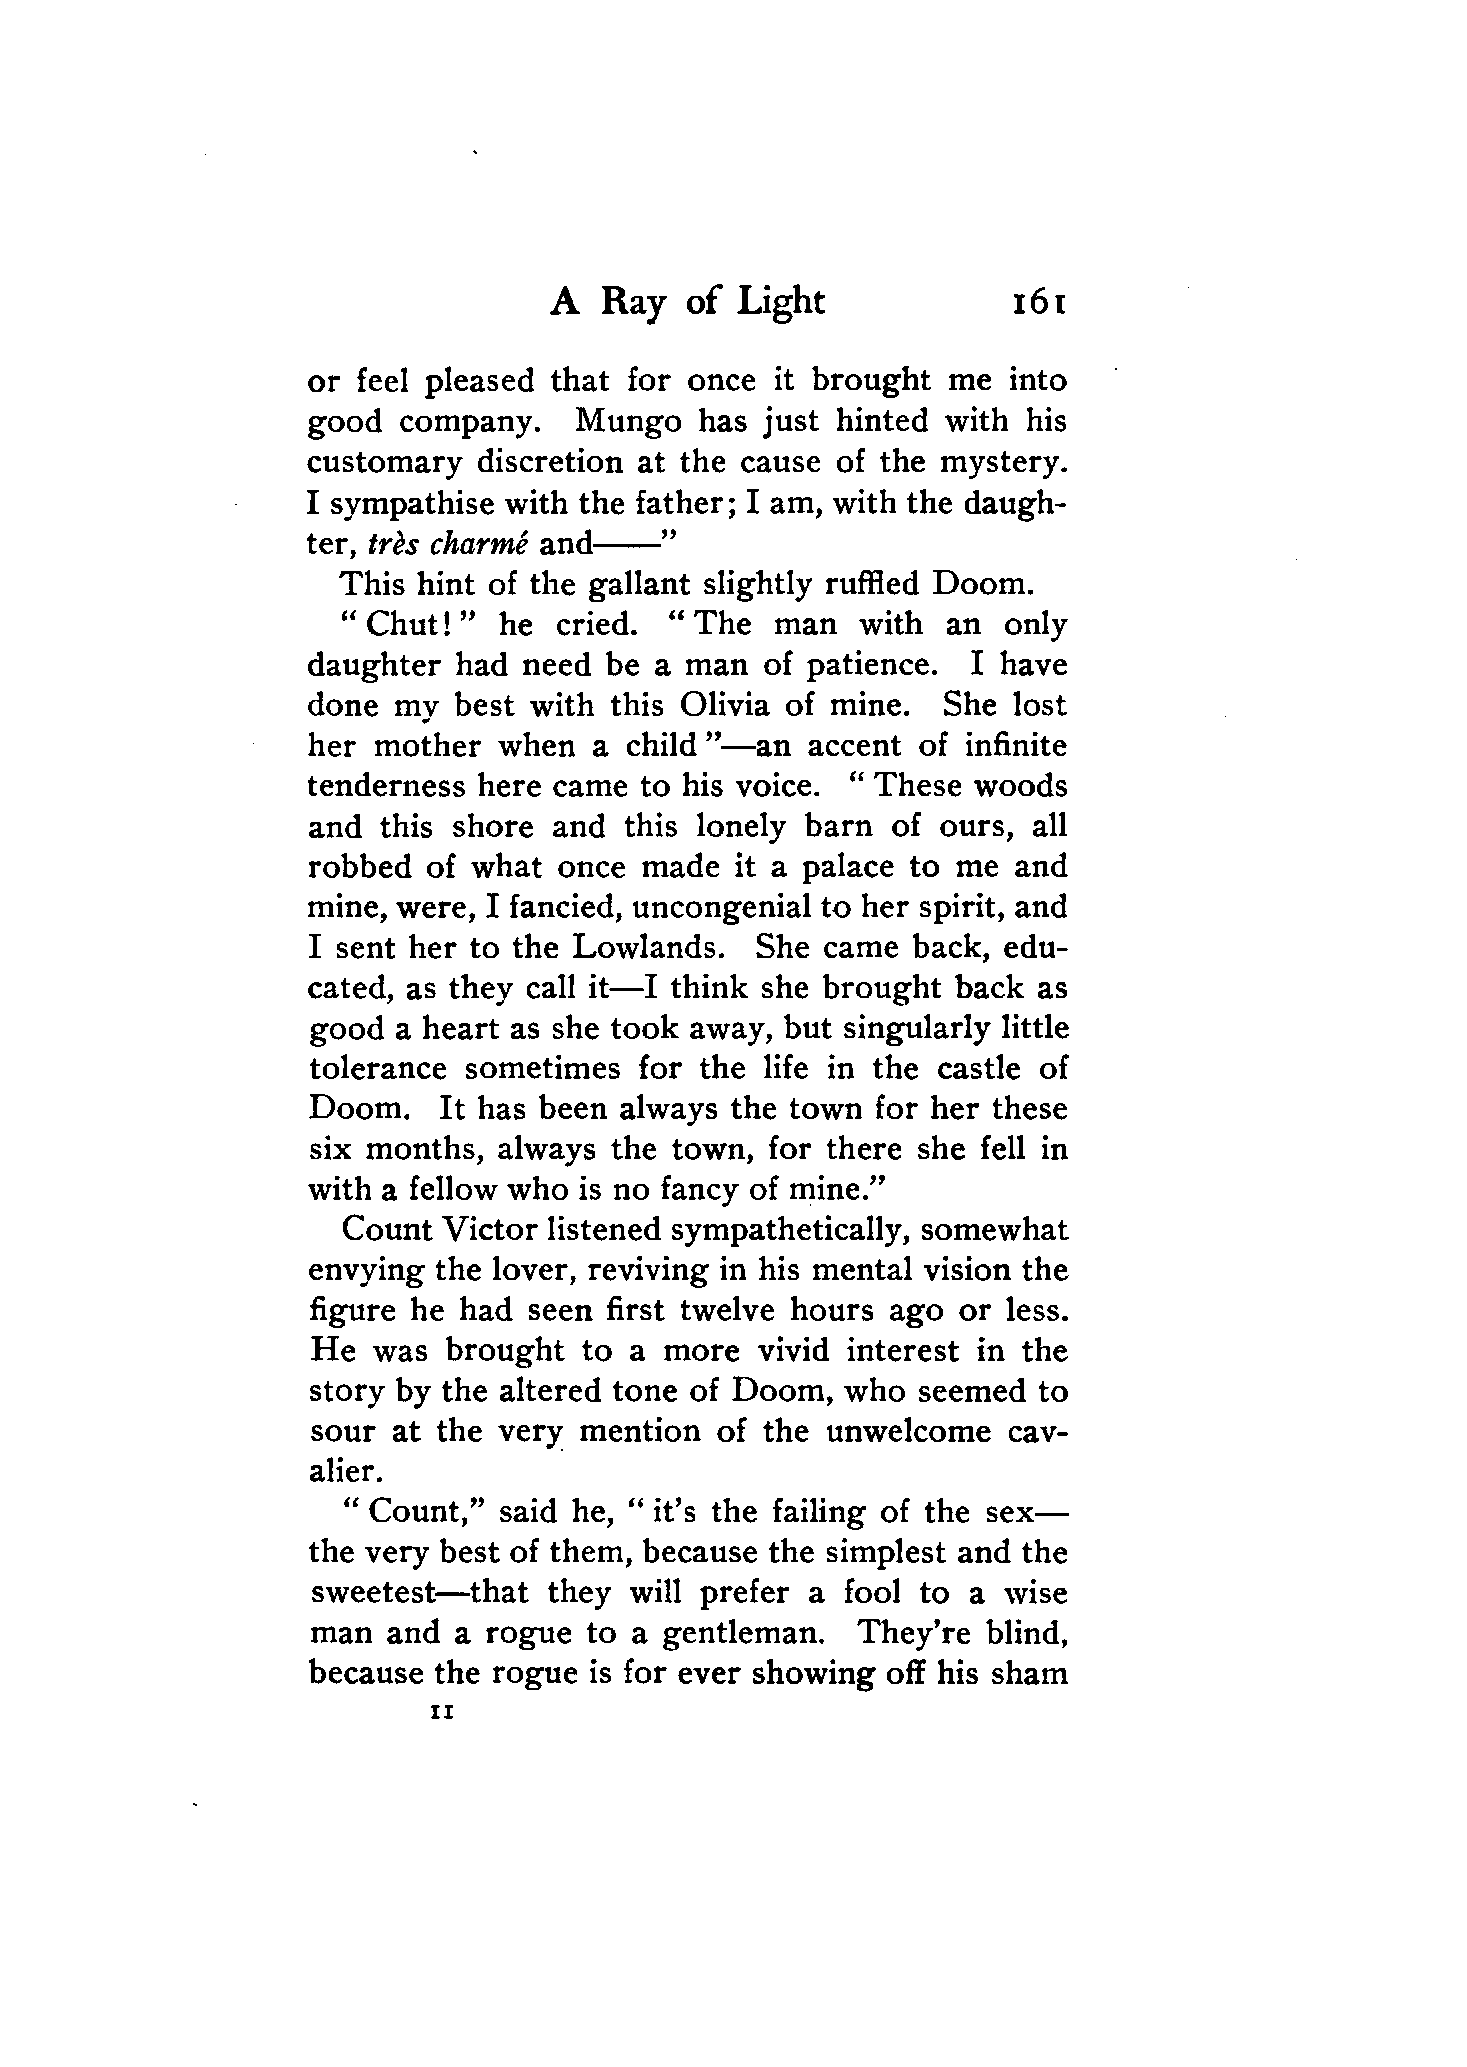 A Ray of Light 161
or feel pleased that for once it brought me into
good company. Mungo has just hinted with his
customary discretion at the cause of the mystery.
I sympathise with the father; I am, with the daugh-
ter, très charmé and——”
This hint of the gallant slightly ruffled Doom.
“ Chut! ” he cried. “ The man with an only
daughter had need be a man of patience. I have
done my best with this Olivia of mine. She lost
her mother when a child ”—an accent of infinite
tenderness here came to his voice. “ These woods
and this shore and this lonely barn of ours, all
robbed of what once made it a palace to me and
mine, were, I fancied, uncongenial to her spirit, and
I sent her to the Lowlands. She came back, edu-
cated, as they call it—I think she brought back as
good a heart as she took away, but singularly little
tolerance sometimes for the life in the castle of
Doom. It has been always the town for her these
six months, always the town, for there she fell in
with a fellow who is no fancy of mine.”
Count Victor listened sympathetically, somewhat
envying the lover, reviving in his mental vision the
figure he had seen first twelve hours ago or less.
He was brought to a more vivid interest in the
story by the altered tone of Doom, who seemed to
sour at the very mention of the unwelcome cav-
alier.
“ Count,” said he, “ it’s the failing of the sex—
the very best of them, because the simplest and the
sweetest—that they will prefer a fool to a wise
man and a rogue to a gentleman. They’re blind,
because the rogue is for ever showing off his sham
11